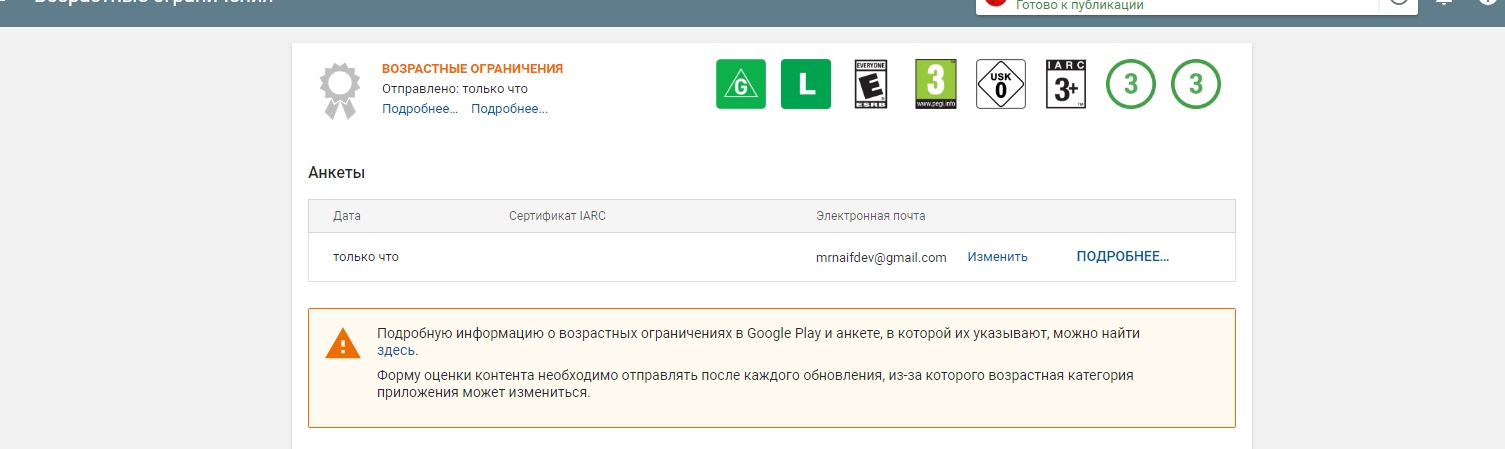 Возрастные ограничения
Готово к публикации
ВОЗРАСТНЫЕ ОГРАНИЧЕНИЯ
Отправлено: только что
Подробнее... Подробнее...
G
L
EVERYONE
E
ESRB
3
www.pegi.info
USK
0
IARC
3+
3
3
Анкеты
Дата Сертификат IARC Электронная почта
только что mrnaifdev@gmail.com Изменить ПОДРОБНЕЕ...
Подробную информацию о возрастных ограничениях в Google Play и анкете, в которой их указывают, можно найти
здесь.
Форму оценки контента необходимо отправлять после каждого обновления, из-за которого возрастная категория
приложения может измениться.